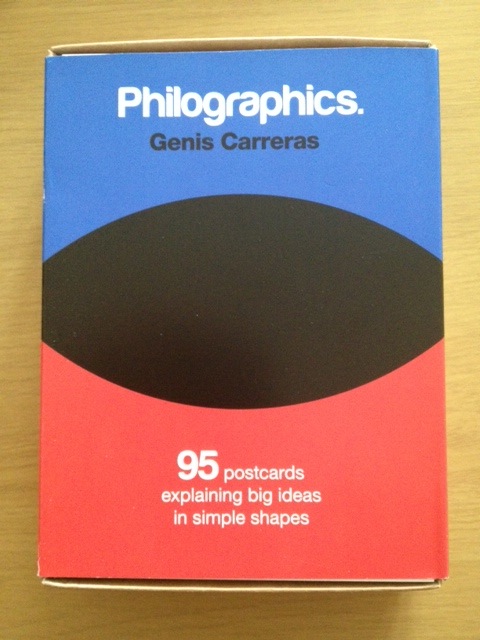 Philographics.
Genis Carreras
95 postcards
explaining big ideas
in simple shapes